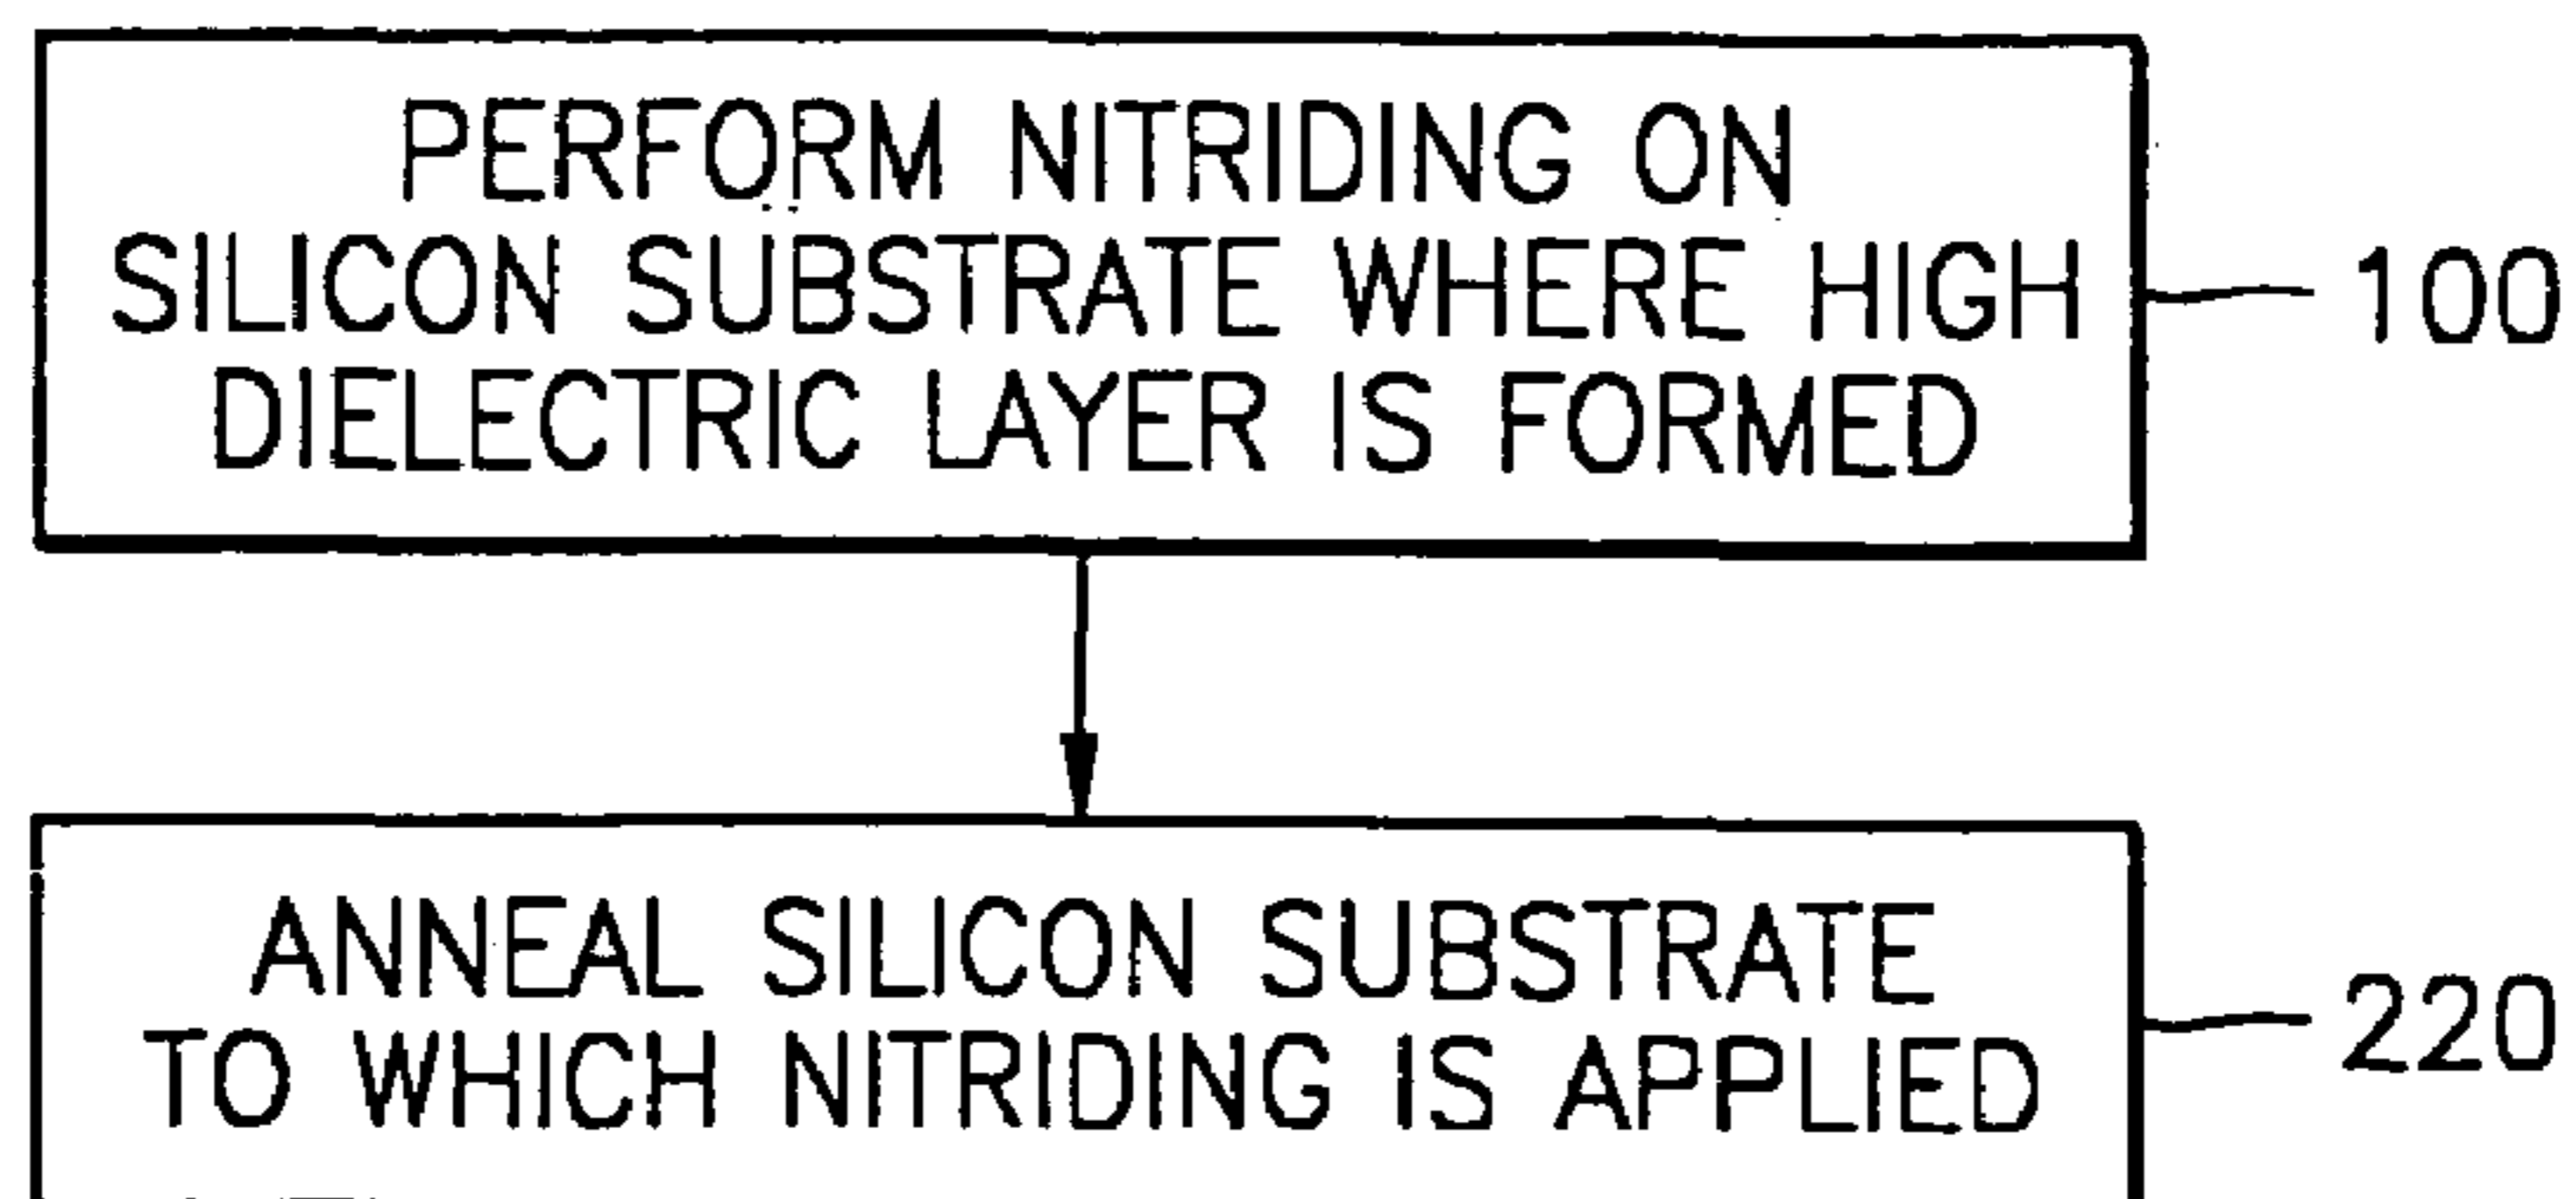 PERFORM NITRIDING ON
SILICON SUBSTRATE WHERE HIGH
DIELECTRIC LAYER IS FORMED
100
ANNEAL SILICON SUBSTRATE
TO WHICH NITRIDING IS APPLIED
220